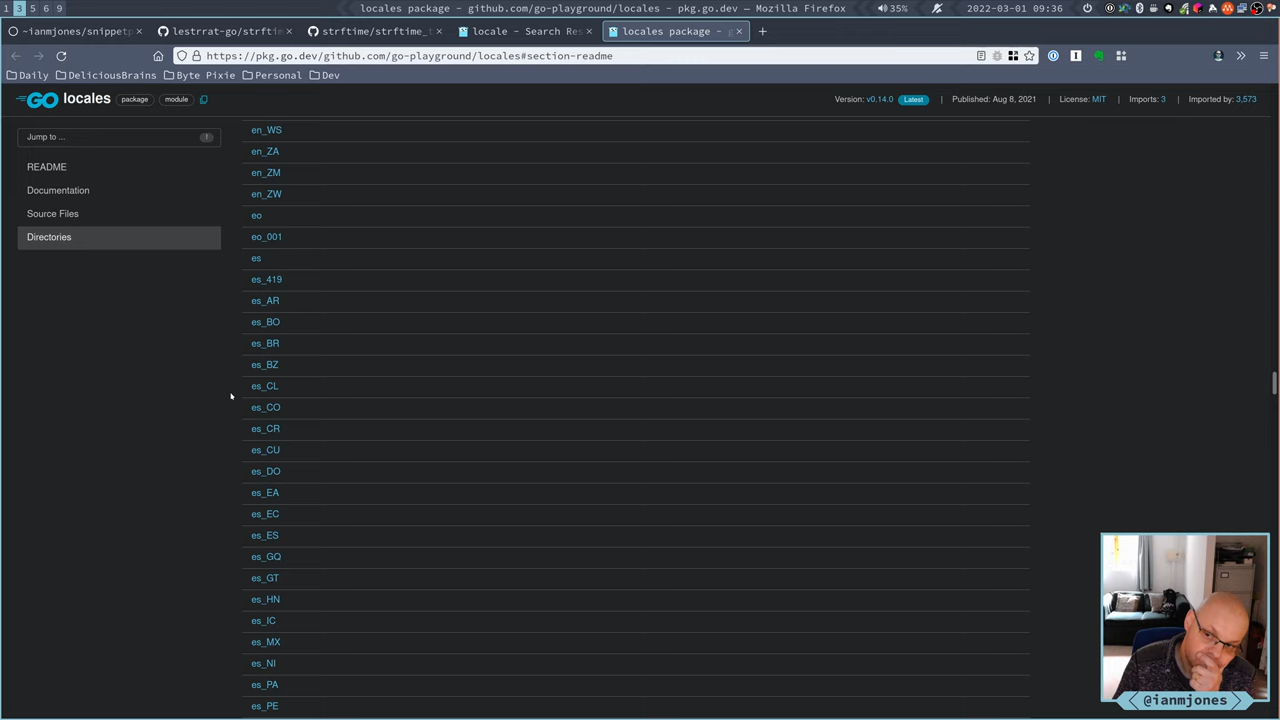 1 3 5 6 9
locales package - github.com/go-playground/locales - pkg.go.dev — Mozilla Firefox
35%
2022-03-01 09:36
~ianmjones/snippetp
lestrrat-go/strftim
strftime/strftime_t
locale - Search Res
locales package - g
https://pkg.go.dev/github.com/go-playground/locales#section-readme
Daily
DeliciousBrains
Byte Pixie
Personal
Dev
GO locales package module
Version: v0.14.0 Latest | Published: Aug 8, 2021 | License: MIT | Imports: 3 | Imported by: 3,573
Jump to ...
README
Documentation
Source Files
Directories
en_WS
en_ZA
en_ZM
en_ZW
eo
eo_001
es
es_419
es_AR
es_BO
es_BR
es_BZ
es_CL
es_CO
es_CR
es_CU
es_DO
es_EA
es_EC
es_ES
es_GQ
es_GT
es_HN
es_IC
es_MX
es_NI
es_PA
es_PE
@ianmjones